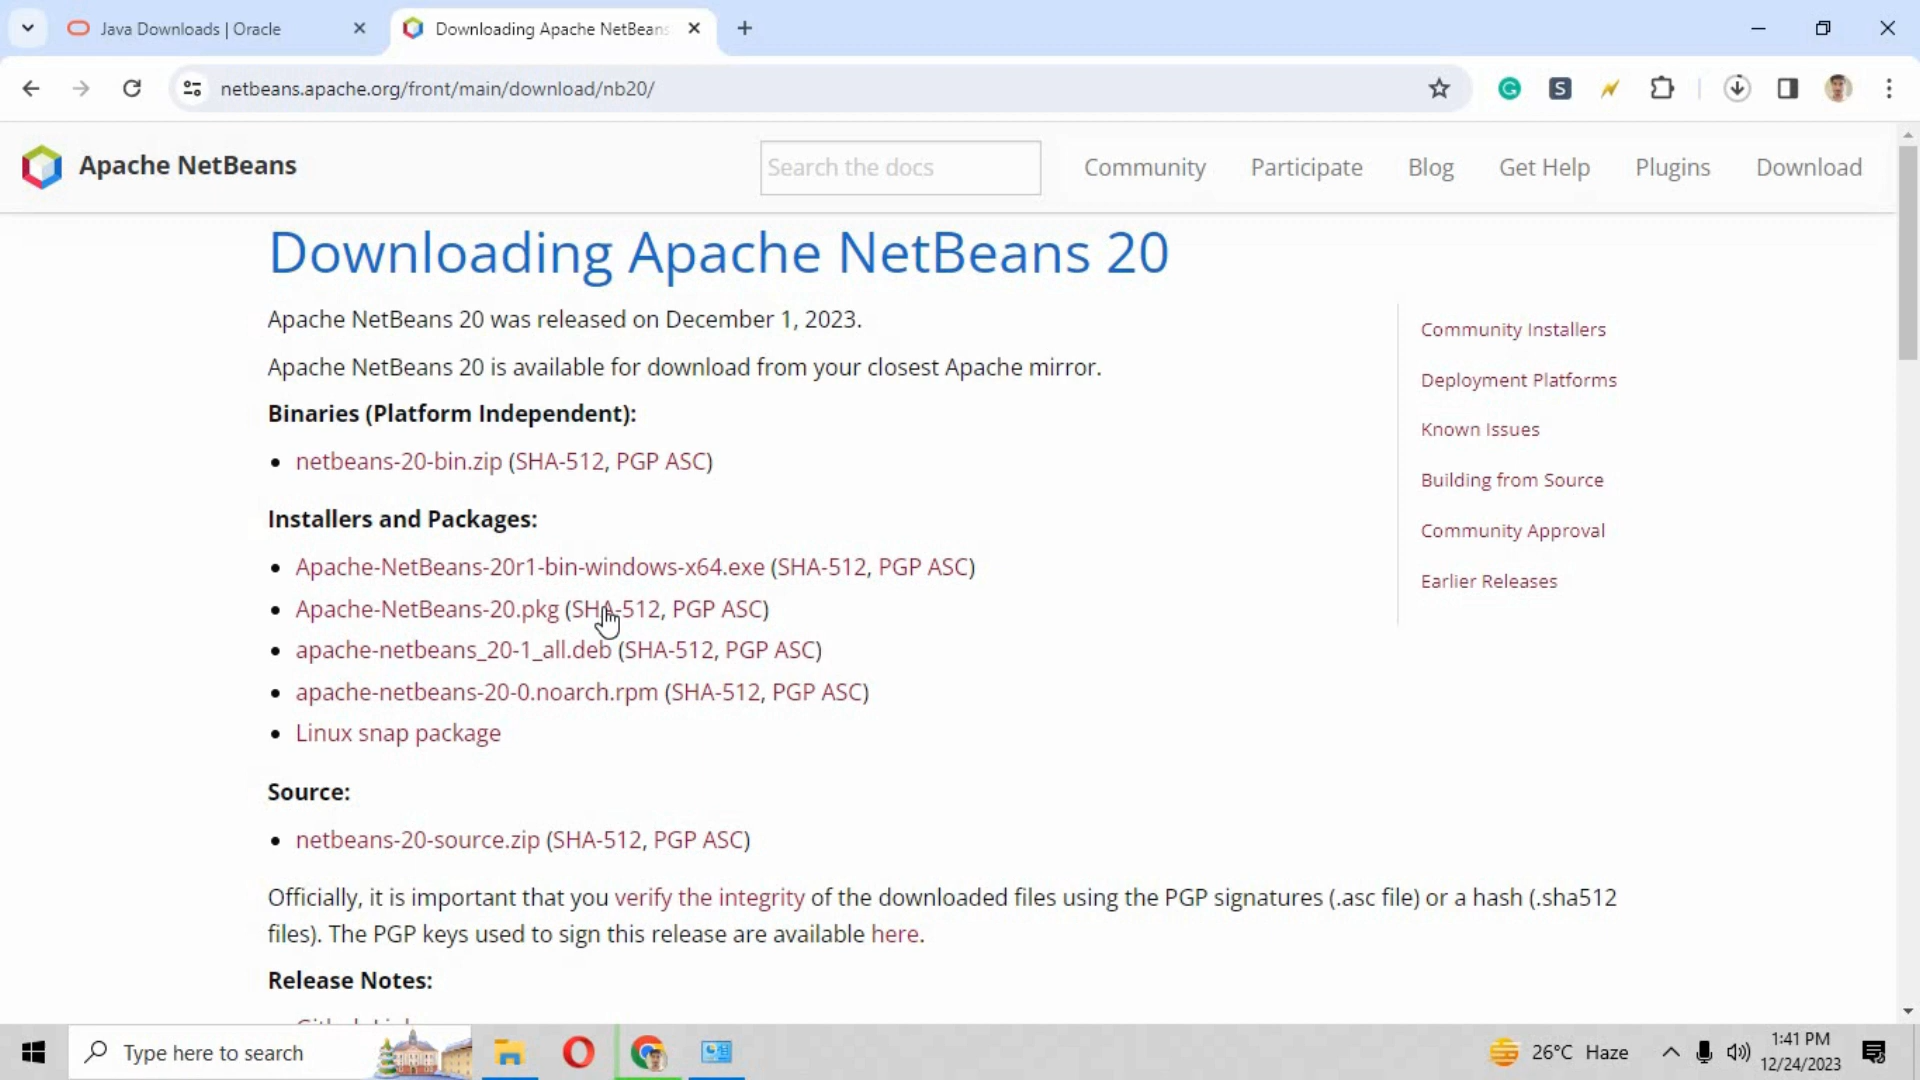 Java Downloads | Oracle
Downloading Apache NetBeans
netbeans.apache.org/front/main/download/nb20/
Apache NetBeans
Search the docs
Community
Participate
Blog
Get Help
Plugins
Download
Downloading Apache NetBeans 20
Apache NetBeans 20 was released on December 1, 2023.
Apache NetBeans 20 is available for download from your closest Apache mirror.
Binaries (Platform Independent):
netbeans-20-bin.zip (SHA-512, PGP ASC)
Installers and Packages:
Apache-NetBeans-20r1-bin-windows-x64.exe (SHA-512, PGP ASC)
Apache-NetBeans-20.pkg (SHA-512, PGP ASC)
apache-netbeans_20-1_all.deb (SHA-512, PGP ASC)
apache-netbeans-20-0.noarch.rpm (SHA-512, PGP ASC)
Linux snap package
Source:
netbeans-20-source.zip (SHA-512, PGP ASC)
Officially, it is important that you verify the integrity of the downloaded files using the PGP signatures (.asc file) or a hash (.sha512
files). The PGP keys used to sign this release are available here.
Release Notes:
Community Installers
Deployment Platforms
Known Issues
Building from Source
Community Approval
Earlier Releases
Type here to search
26°C Haze
1:41 PM
12/24/2023